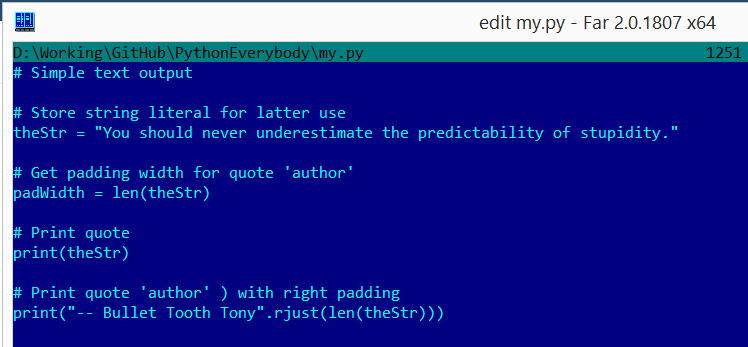 edit my.py - Far 2.0.1807 x64
D:\Working\GitHub\PythonEverybody\my.py 1251
# Simple text output
# Store string literal for latter use
theStr = "You should never underestimate the predictability of stupidity."
# Get padding width for quote 'author'
padWidth = len(theStr)
# Print quote
print(theStr)
# Print quote 'author' ) with right padding
print("-- Bullet Tooth Tony".rjust(len(theStr)))